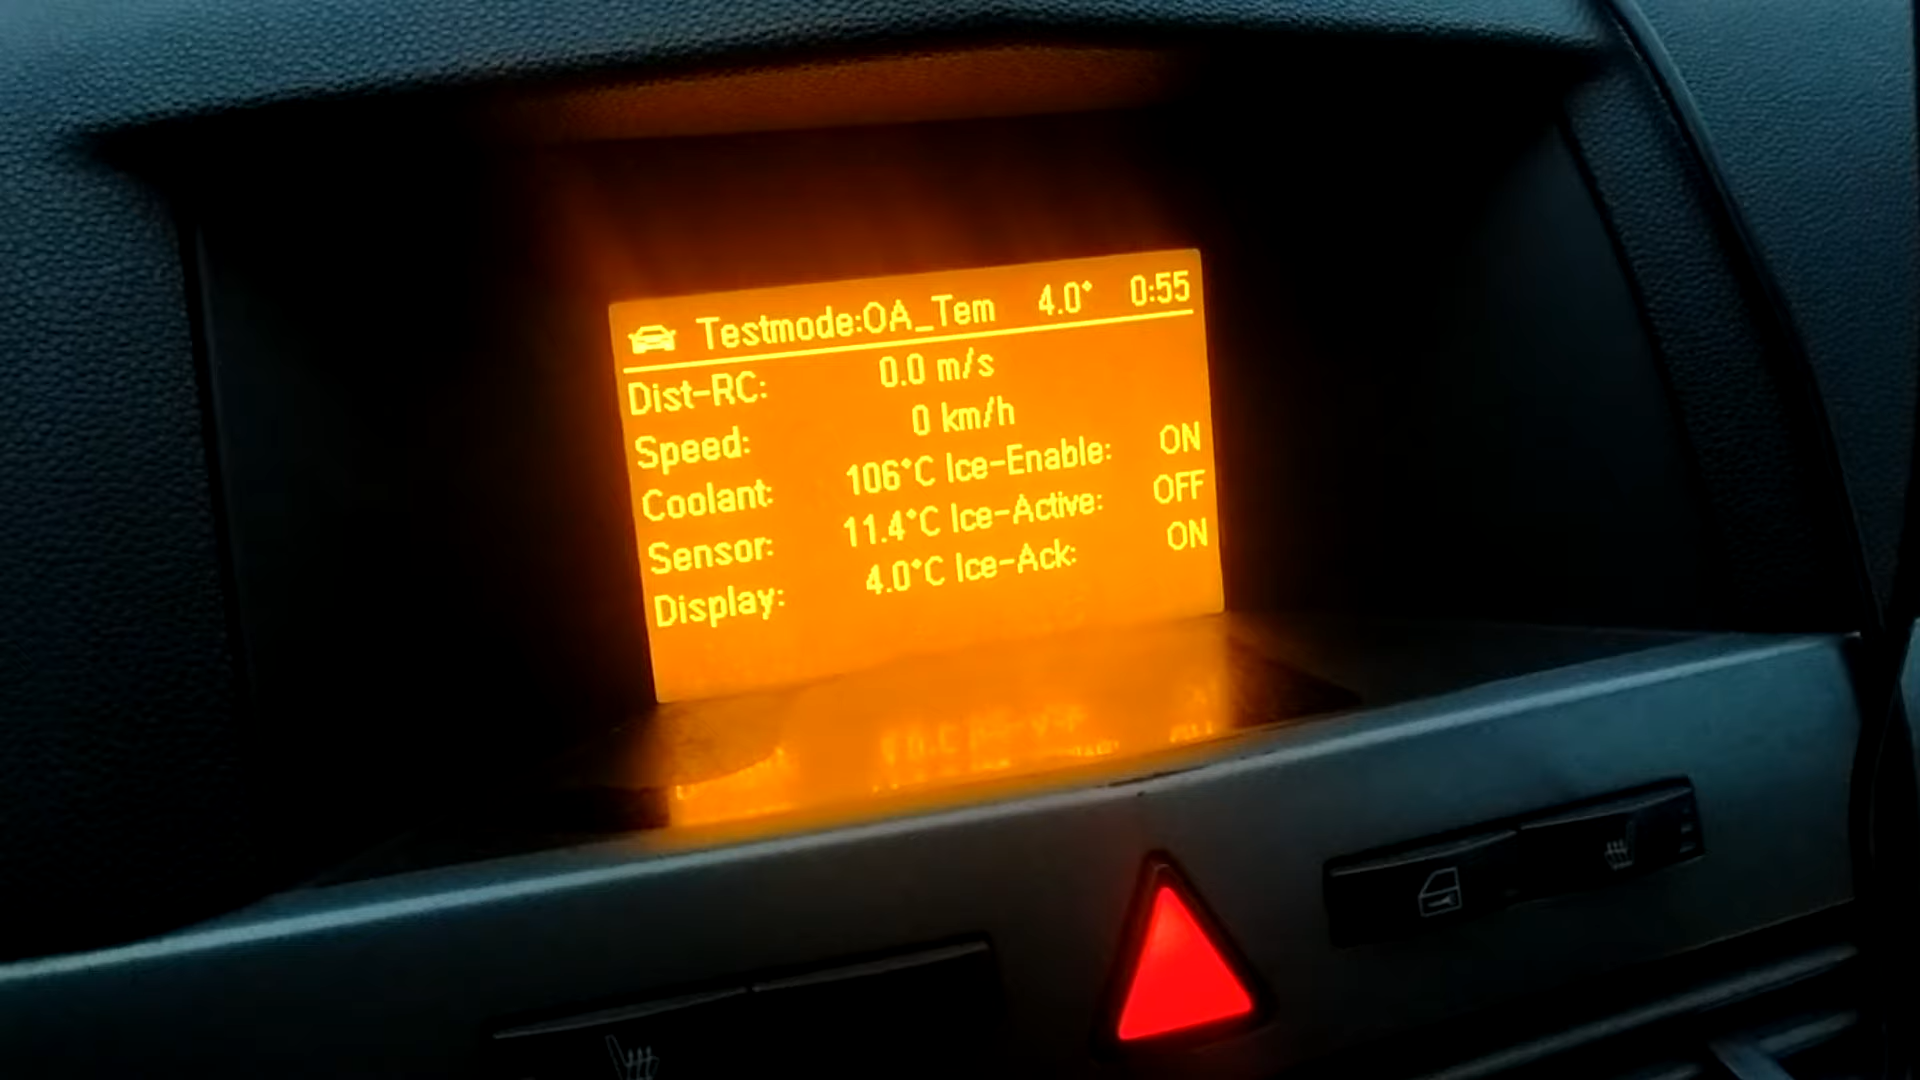 Testmode:OA_Tem 4.0° 0:55
Dist-RC: 0.0 m/s
Speed: 0 km/h
Coolant: 106°C Ice-Enable: ON
Sensor: 11.4°C Ice-Active: OFF
Display: 4.0°C Ice-Ack: ON